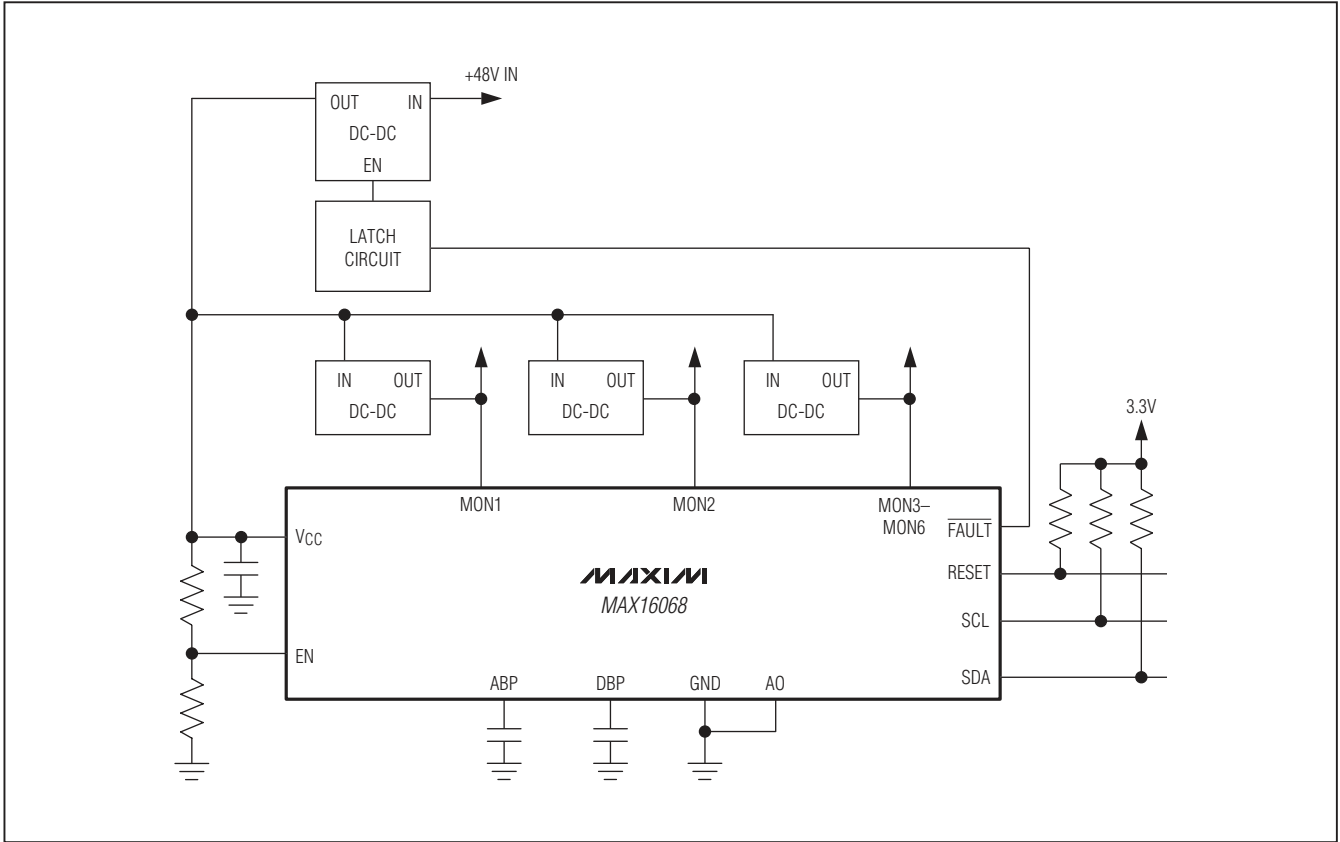 +48V IN
OUT IN
DC-DC
EN
LATCH
CIRCUIT
IN OUT
DC-DC
IN OUT
DC-DC
IN OUT
DC-DC
3.3V
MON1
MON2
MON3–
MON6
FAULT
VCC
RESET
MAXIM
MAX16068
SCL
EN
SDA
ABP
DBP
GND
A0